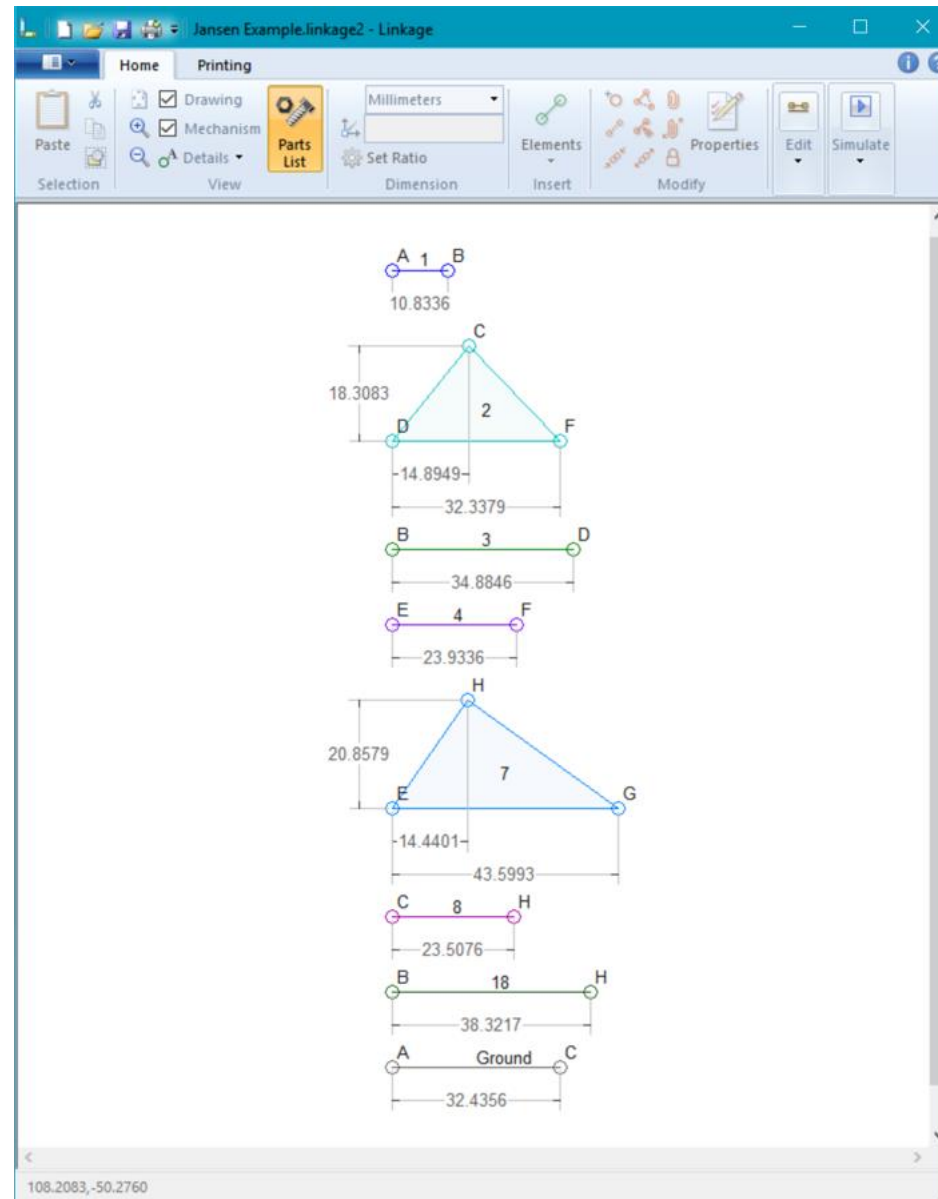 Jansen Example.linkage2 - Linkage
Home Printing
Paste
Drawing
Mechanism
Details
Parts
List
Millimeters
Set Ratio
Elements
Properties
Edit
Simulate
Selection View Dimension Insert Modify
A 1 B
10.8336
C
18.3083
2
D F
14.8949
32.3379
B 3 D
34.8846
E 4 F
23.9336
H
20.8579
7
E G
14.4401
43.5993
C 8 H
23.5076
B 18 H
38.3217
A Ground C
32.4356
108.2083,-50.2760